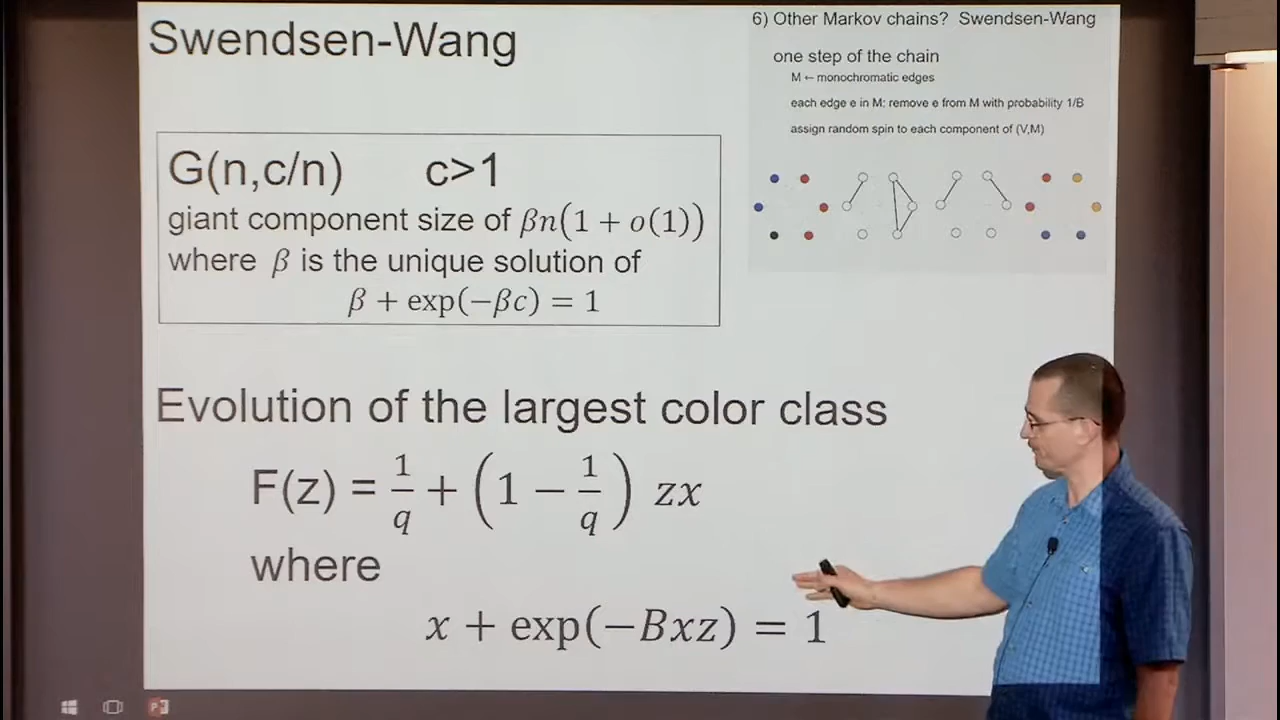 Swendsen-Wang
6) Other Markov chains? Swendsen-Wang
one step of the chain
M ← monochromatic edges
each edge e in M: remove e from M with probability 1/B
assign random spin to each component of (V,M)
G(n,c/n) c>1
giant component size of βn(1 + o(1))
where β is the unique solution of
β + exp(−βc) = 1
Evolution of the largest color class
F(z) = 1/q + (1 − 1/q) zx
where
x + exp(−Bxz) = 1